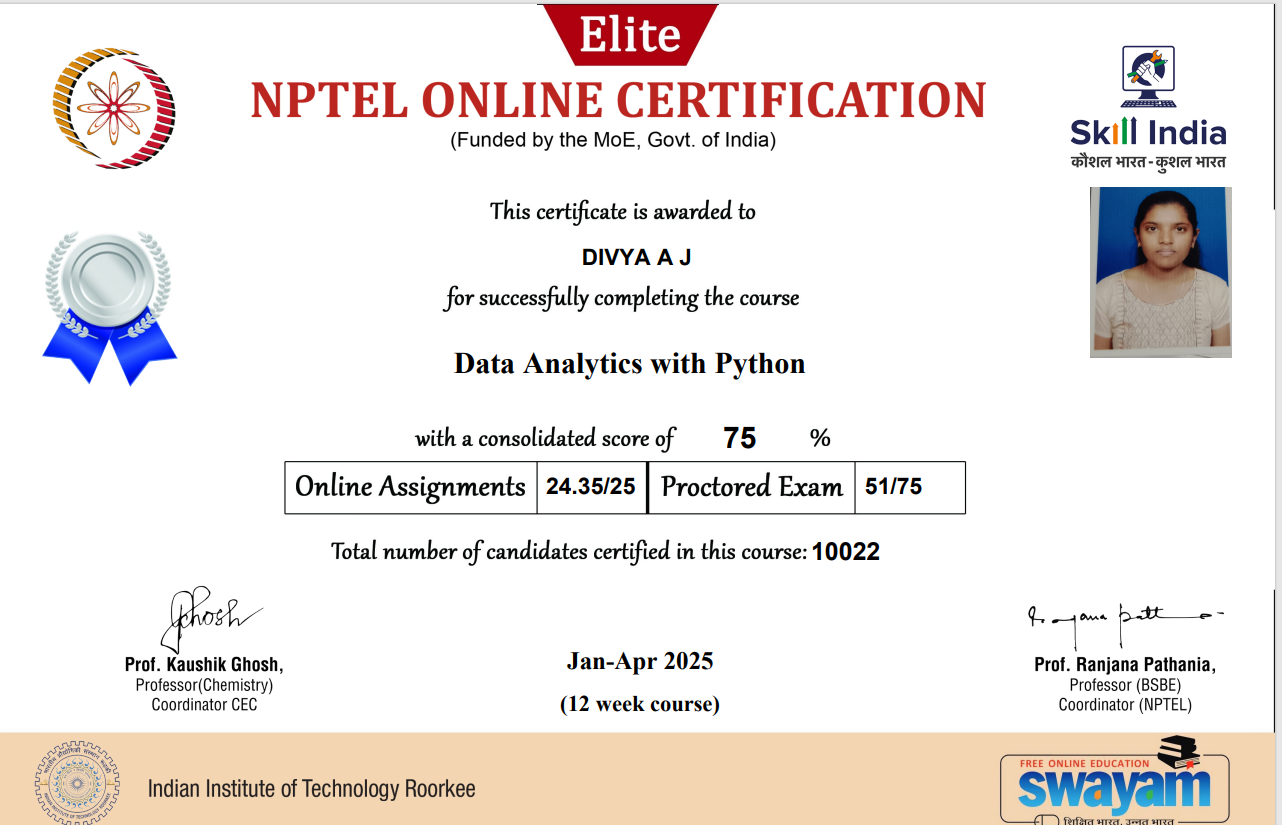 Elite
NPTEL ONLINE CERTIFICATION
(Funded by the MoE, Govt. of India)
Skill India
कौशल भारत - कुशल भारत
This certificate is awarded to
DIVYA A J
for successfully completing the course
Data Analytics with Python
with a consolidated score of 75 %
Online Assignments 24.35/25 Proctored Exam 51/75
Total number of candidates certified in this course: 10022
Prof. Kaushik Ghosh,
Professor(Chemistry)
Coordinator CEC
Jan-Apr 2025
(12 week course)
Prof. Ranjana Pathania,
Professor (BSBE)
Coordinator (NPTEL)
Indian Institute of Technology Roorkee
FREE ONLINE EDUCATION
swayam
शिक्षित भारत, उन्नत भारत